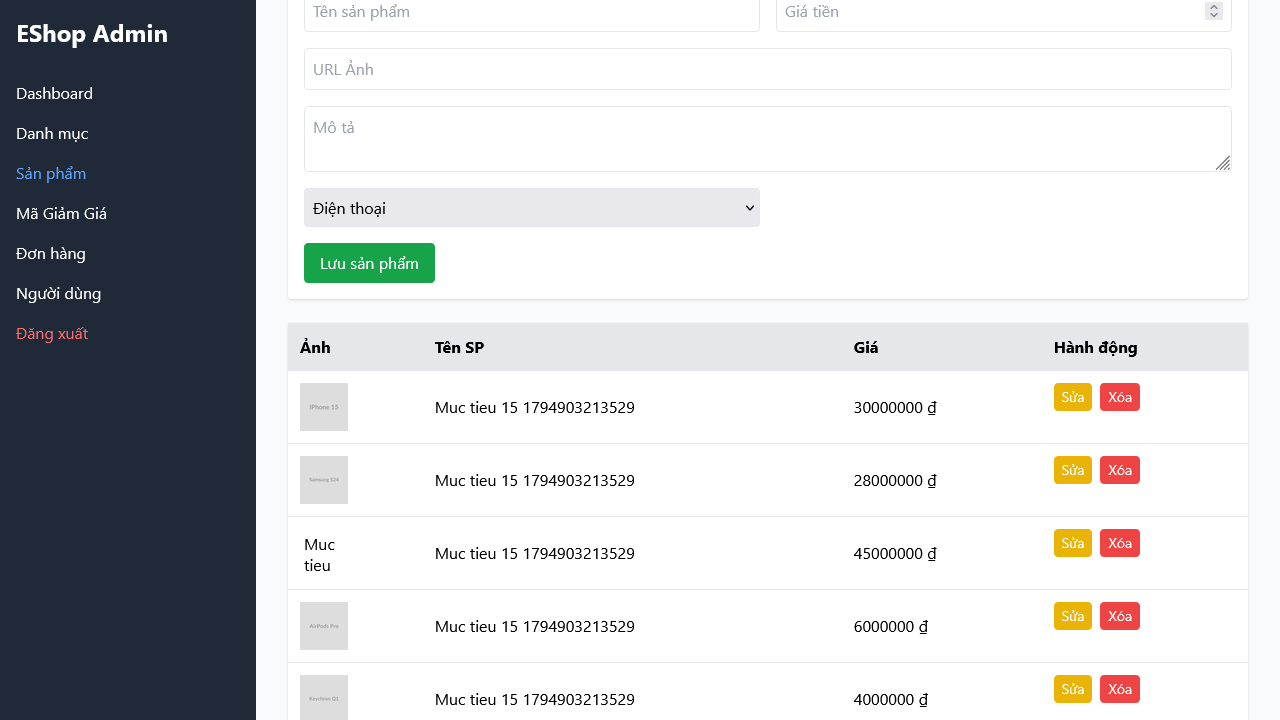 EShop Admin
Dashboard
Danh mục
Sản phẩm
Mã Giảm Giá
Đơn hàng
Người dùng
Đăng xuất
Tên sản phẩm
Giá tiền
URL Ảnh
Mô tả
Điện thoại
Lưu sản phẩm
Ảnh Tên SP Giá Hành động
iPhone 15 Muc tieu 15 1794903213529 30000000 ₫ Sửa Xóa
Samsung S24 Muc tieu 15 1794903213529 28000000 ₫ Sửa Xóa
Muc tieu Muc tieu 15 1794903213529 45000000 ₫ Sửa Xóa
AirPods Pro Muc tieu 15 1794903213529 6000000 ₫ Sửa Xóa
Keychron Q1 Muc tieu 15 1794903213529 4000000 ₫ Sửa Xóa